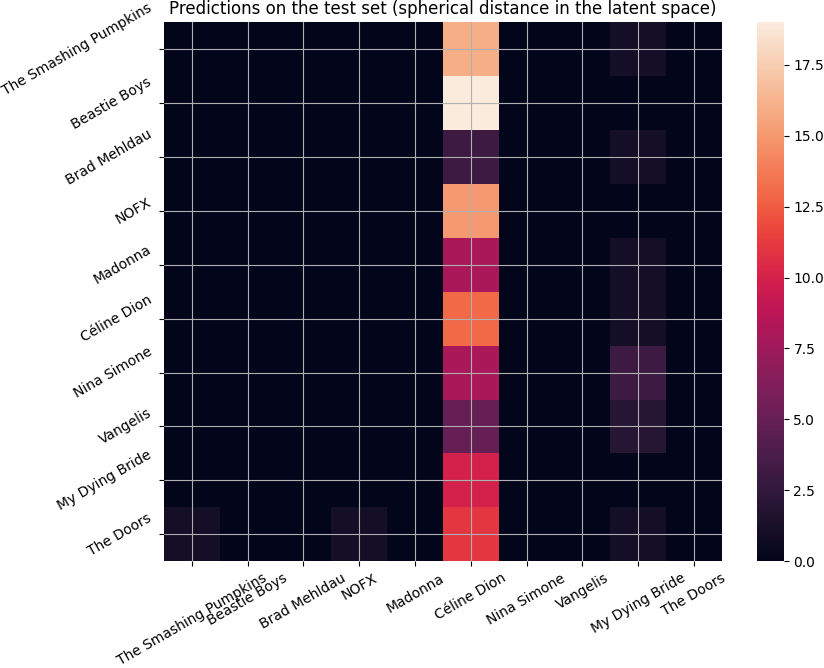 Predictions on the test set (spherical distance in the latent space)
The Smashing Pumpkins
Beastie Boys
Brad Mehldau
NOFX
Madonna
Céline Dion
Nina Simone
Vangelis
My Dying Bride
The Doors
The Smashing Pumpkins
Beastie Boys
Brad Mehldau
NOFX
Madonna
Céline Dion
Nina Simone
Vangelis
My Dying Bride
The Doors
17.5
15.0
12.5
10.0
7.5
5.0
2.5
0.0